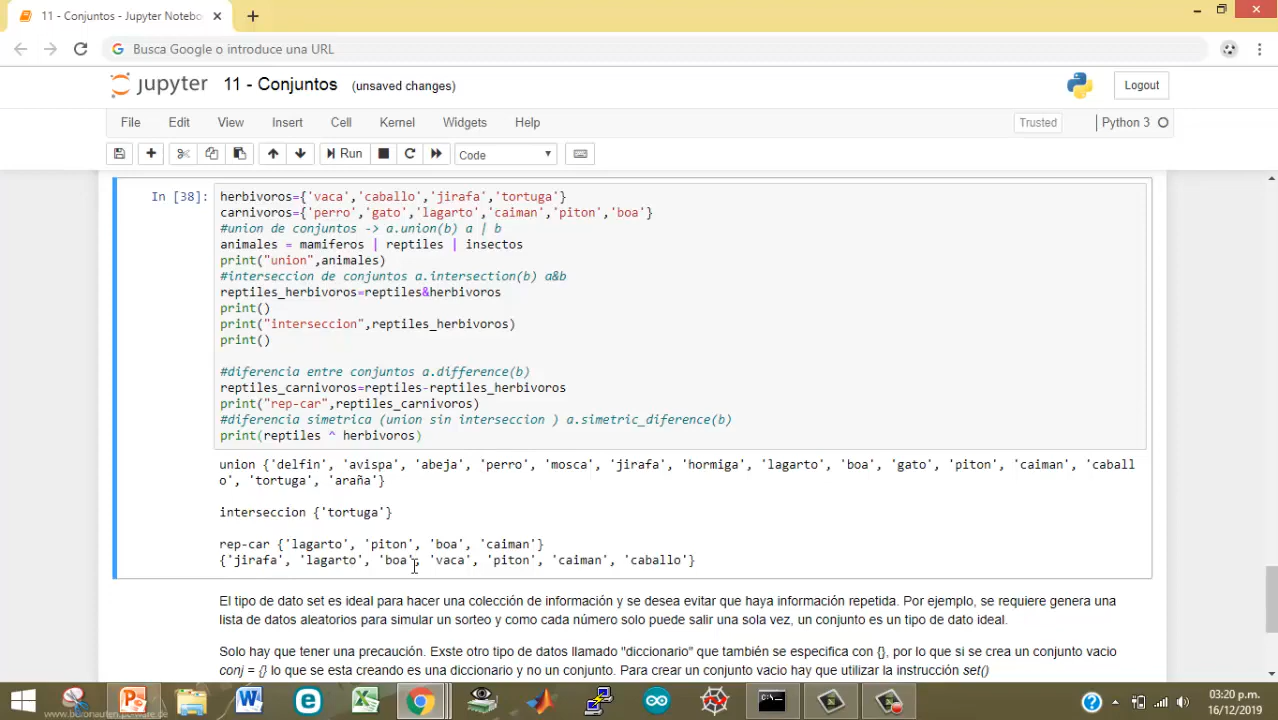 11 - Conjuntos - Jupyter Notebo
Busca Google o introduce una URL
jupyter 11 - Conjuntos (unsaved changes)
Logout
File Edit View Insert Cell Kernel Widgets Help
Trusted Python 3
Run Code
In [38]:
herbivoros={'vaca','caballo','jirafa','tortuga'}
carnivoros={'perro','gato','lagarto','caiman','piton','boa'}
#union de conjuntos -> a.union(b) a | b
animales = mamiferos | reptiles | insectos
print("union",animales)
#interseccion de conjuntos a.intersection(b) a&b
reptiles_herbivoros=reptiles&herbivoros
print()
print("interseccion",reptiles_herbivoros)
print()
#diferencia entre conjuntos a.difference(b)
reptiles_carnivoros=reptiles-reptiles_herbivoros
print("rep-car",reptiles_carnivoros)
#diferencia simetrica (union sin interseccion ) a.simetric_diference(b)
print(reptiles ^ herbivoros)
union {'delfin', 'avispa', 'abeja', 'perro', 'mosca', 'jirafa', 'hormiga', 'lagarto', 'boa', 'gato', 'piton', 'caiman', 'caball
o', 'tortuga', 'araña'}
interseccion {'tortuga'}
rep-car {'lagarto', 'piton', 'boa', 'caiman'}
{'jirafa', 'lagarto', 'boa', 'vaca', 'piton', 'caiman', 'caballo'}
El tipo de dato set es ideal para hacer una colección de información y se desea evitar que haya información repetida. Por ejemplo, se requiere genera una
lista de datos aleatorios para simular un sorteo y como cada número solo puede salir una sola vez, un conjunto es un tipo de dato ideal.
Solo hay que tener una precaución. Exste otro tipo de datos llamado "diccionario" que también se especifica con {}, por lo que si se crea un conjunto vacio
conj = {} lo que se esta creando es una diccionario y no un conjunto. Para crear un conjunto vacio hay que utilizar la instrucción set()
03:20 p.m.
16/12/2019